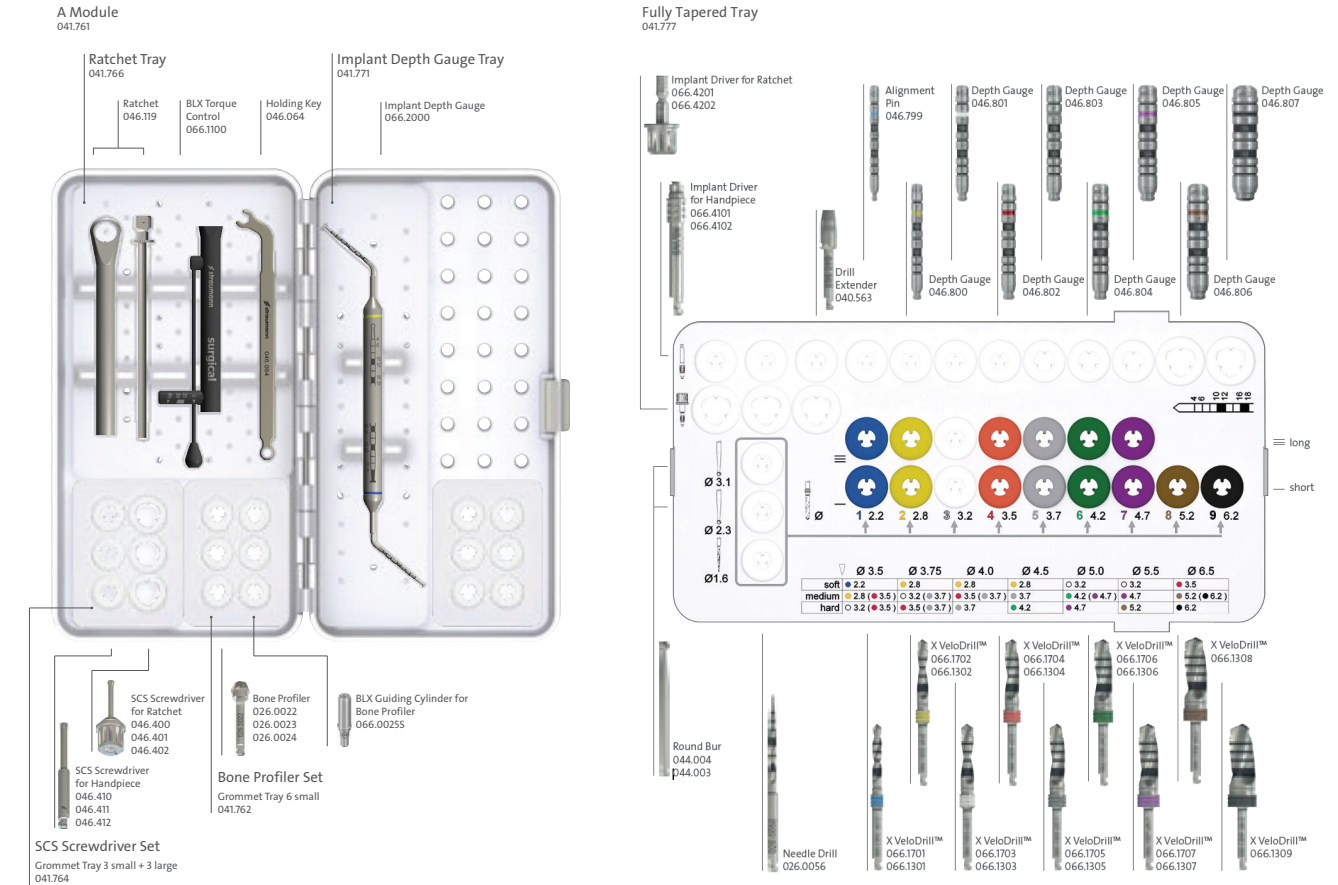 A Module
041.761
Ratchet Tray
041.766
Implant Depth Gauge Tray
041.771
Ratchet
046.119
BLX Torque
Control
066.1100
Holding Key
046.064
Implant Depth Gauge
066.2000
straumann
surgical
straumann
040 064
SCS Screwdriver
for Ratchet
046.400
046.401
046.402
SCS Screwdriver
for Handpiece
046.410
046.411
046.412
SCS Screwdriver Set
Grommet Tray 3 small + 3 large
041.764
Bone Profiler
026.0022
026.0023
026.0024
Bone Profiler Set
Grommet Tray 6 small
041.762
BLX Guiding Cylinder for
Bone Profiler
066.0025S
Fully Tapered Tray
041.777
Implant Driver for Ratchet
066.4201
066.4202
Implant Driver
for Handpiece
066.4101
066.4102
Drill
Extender
040.563
Alignment
Pin
046.799
Depth Gauge
046.801
Depth Gauge
046.803
Depth Gauge
046.805
Depth Gauge
046.807
Depth Gauge
046.800
Depth Gauge
046.802
Depth Gauge
046.804
Depth Gauge
046.806
4 6 10 12 16 18
long
short
Ø 3.1
Ø 2.3
Ø1.6
Ø 1 2.2 2 2.8 3 3.2 4 3.5 5 3.7 6 4.2 7 4.7 8 5.2 9 6.2
Ø 3.5 Ø 3.75 Ø 4.0 Ø 4.5 Ø 5.0 Ø 5.5 Ø 6.5
soft 2.2 2.8 2.8 2.8 3.2 3.2 3.5
medium 2.8 ( 3.5 ) 3.2 ( 3.7 ) 3.5 ( 3.7 ) 3.7 4.2 ( 4.7 ) 4.7 5.2 ( 6.2 )
hard 3.2 ( 3.5 ) 3.5 ( 3.7 ) 3.7 4.2 4.7 5.2 6.2
Round Bur
044.004
044.003
Needle Drill
026.0056
X VeloDrill™
066.1702
066.1302
X VeloDrill™
066.1704
066.1304
X VeloDrill™
066.1706
066.1306
X VeloDrill™
066.1308
X VeloDrill™
066.1701
066.1301
X VeloDrill™
066.1703
066.1303
X VeloDrill™
066.1705
066.1305
X VeloDrill™
066.1707
066.1307
X VeloDrill™
066.1309